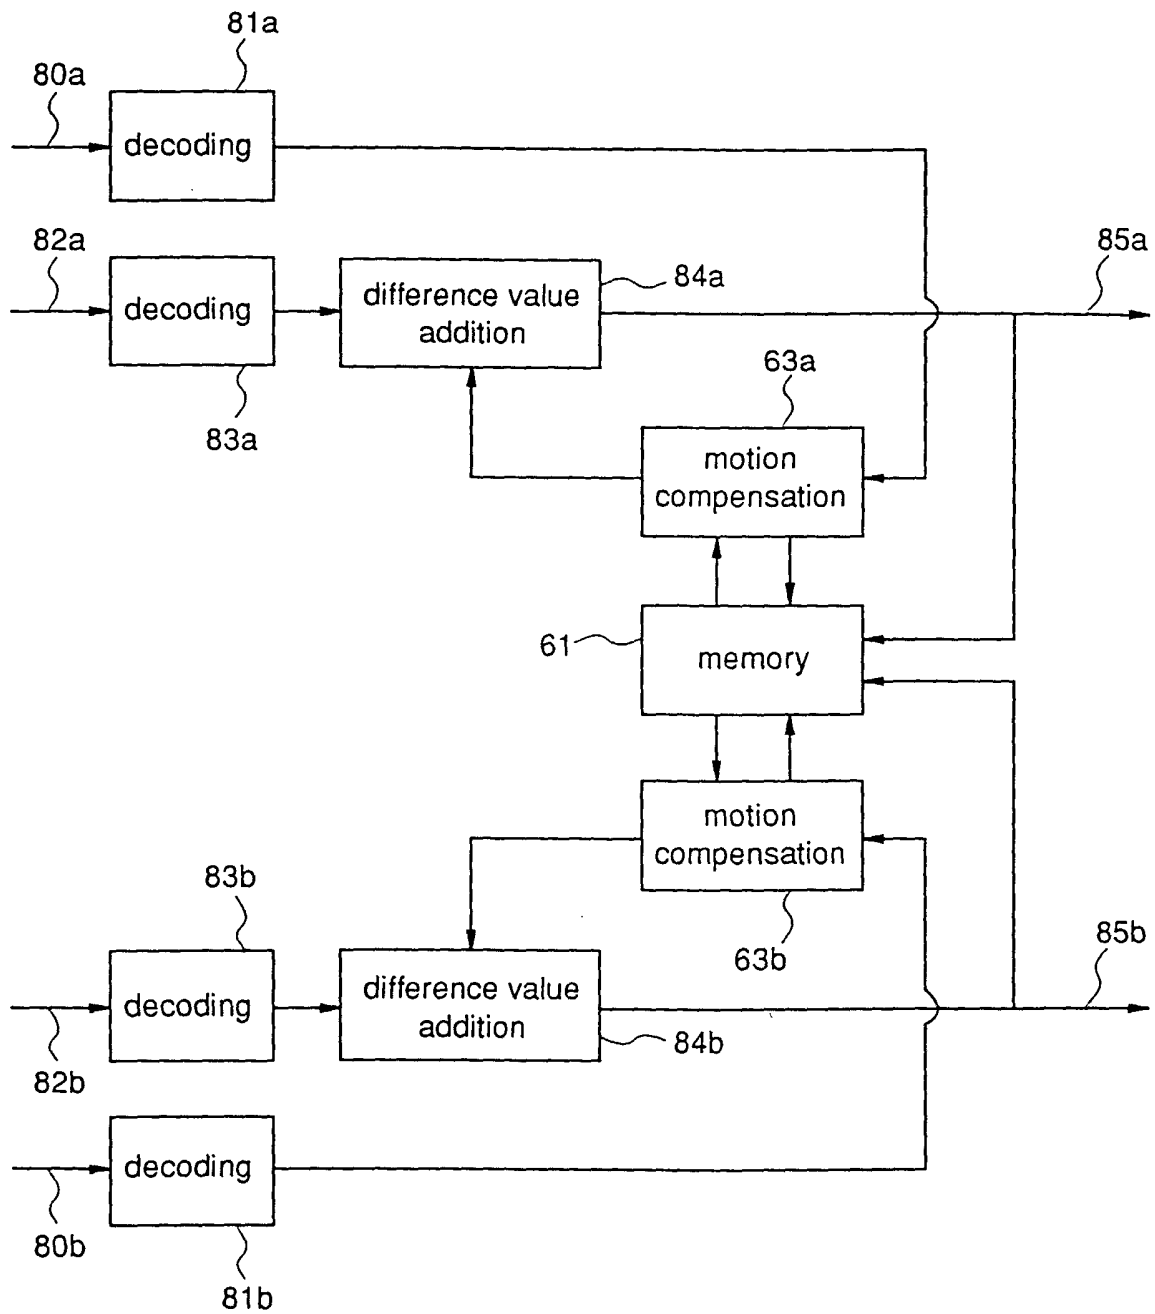 81a
80a
decoding
82a
85a
decoding
difference value
addition
84a
83a
63a
motion
compensation
61
memory
motion
compensation
83b
63b
85b
decoding
difference value
addition
84b
82b
decoding
80b
81b